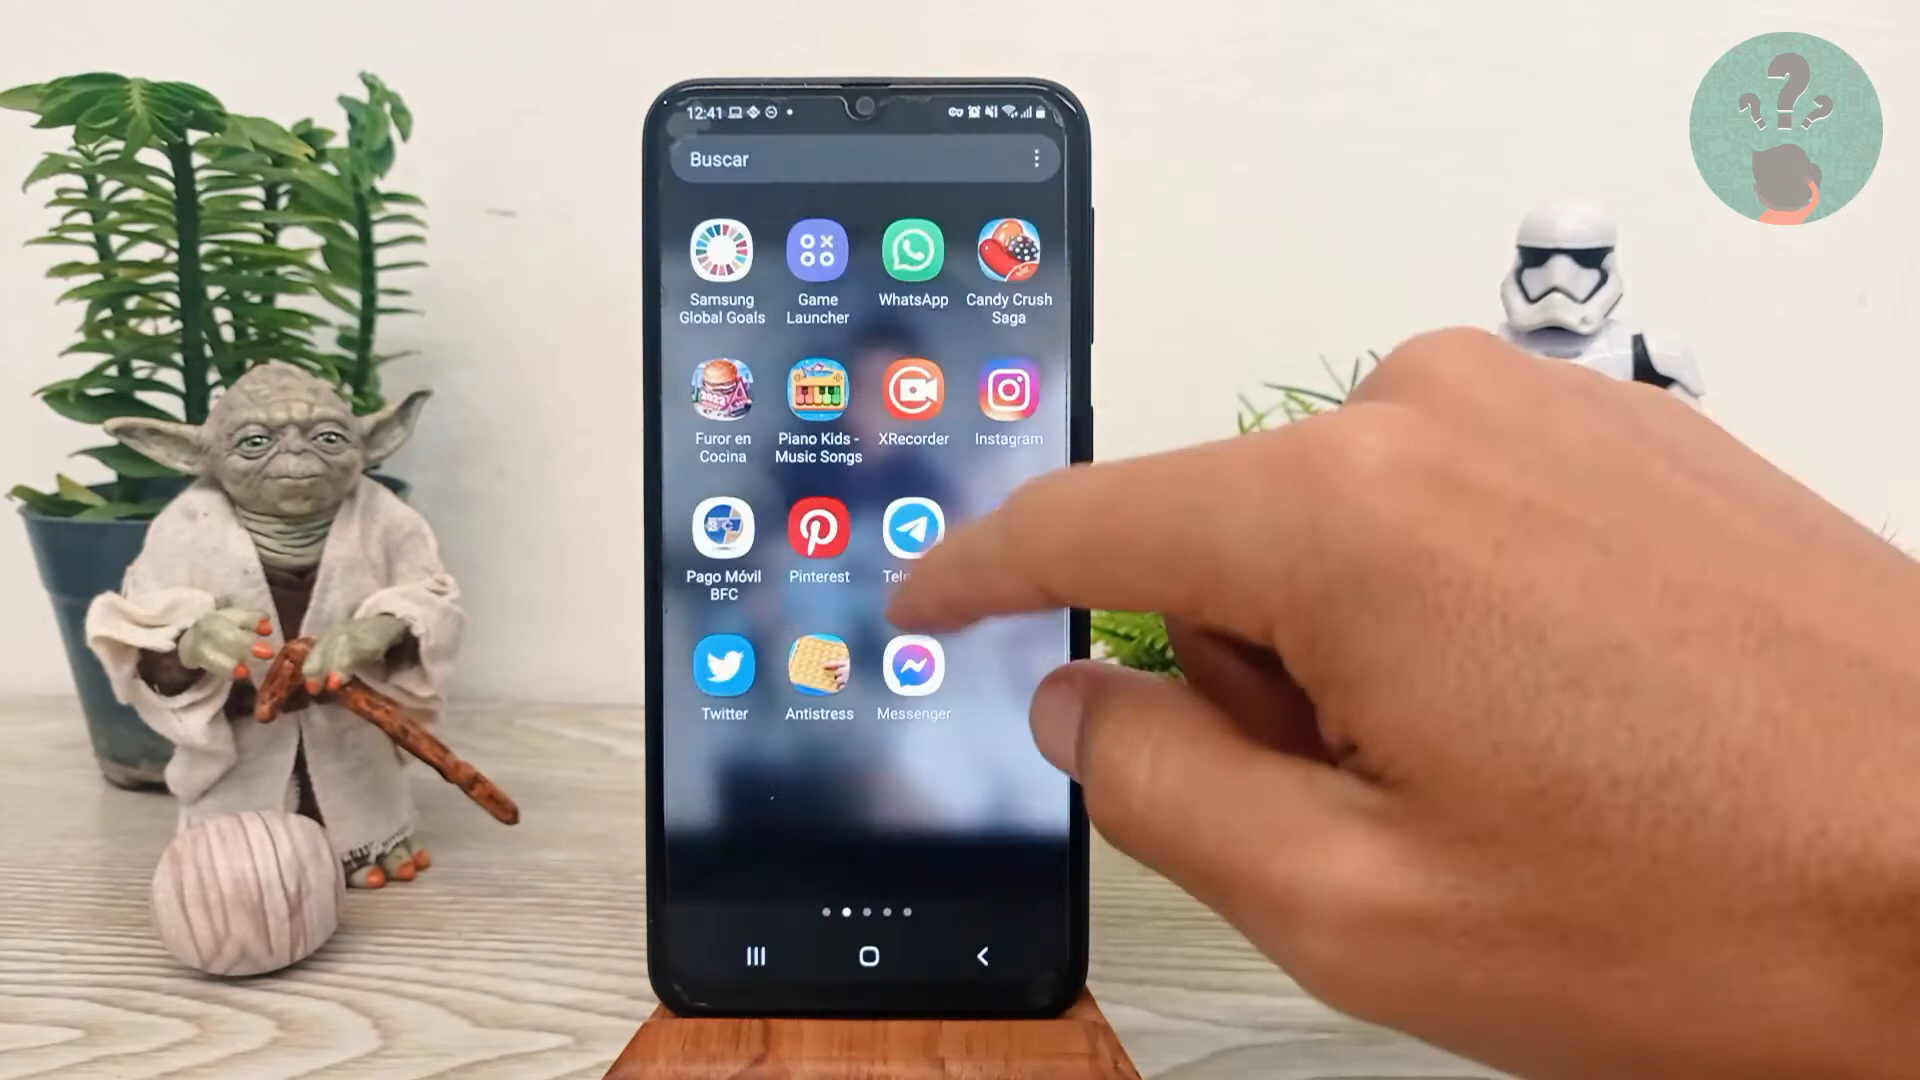 12:41
Buscar
Samsung
Global Goals
Game
Launcher
WhatsApp
Candy Crush
Saga
Furor en
Cocina
Piano Kids -
Music Songs
XRecorder
Instagram
Pago Móvil
BFC
Pinterest
Twitter
Antistress
Messenger